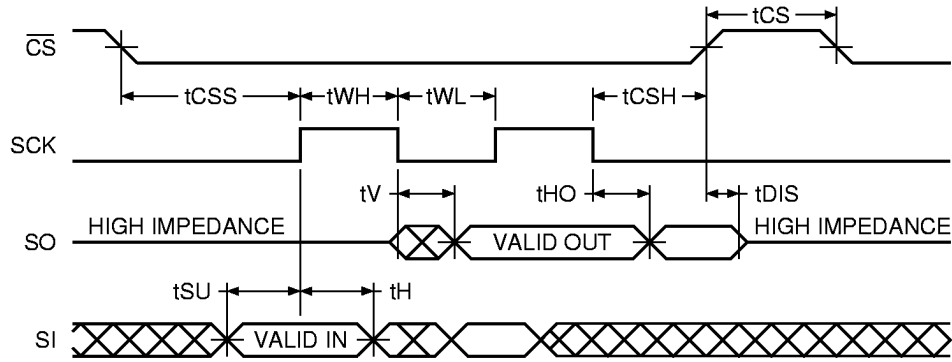 tCS
CS
tCSS tWH tWL tCSH
SCK
tV tHO tDIS
HIGH IMPEDANCE HIGH IMPEDANCE
SO VALID OUT
tSU tH
SI VALID IN